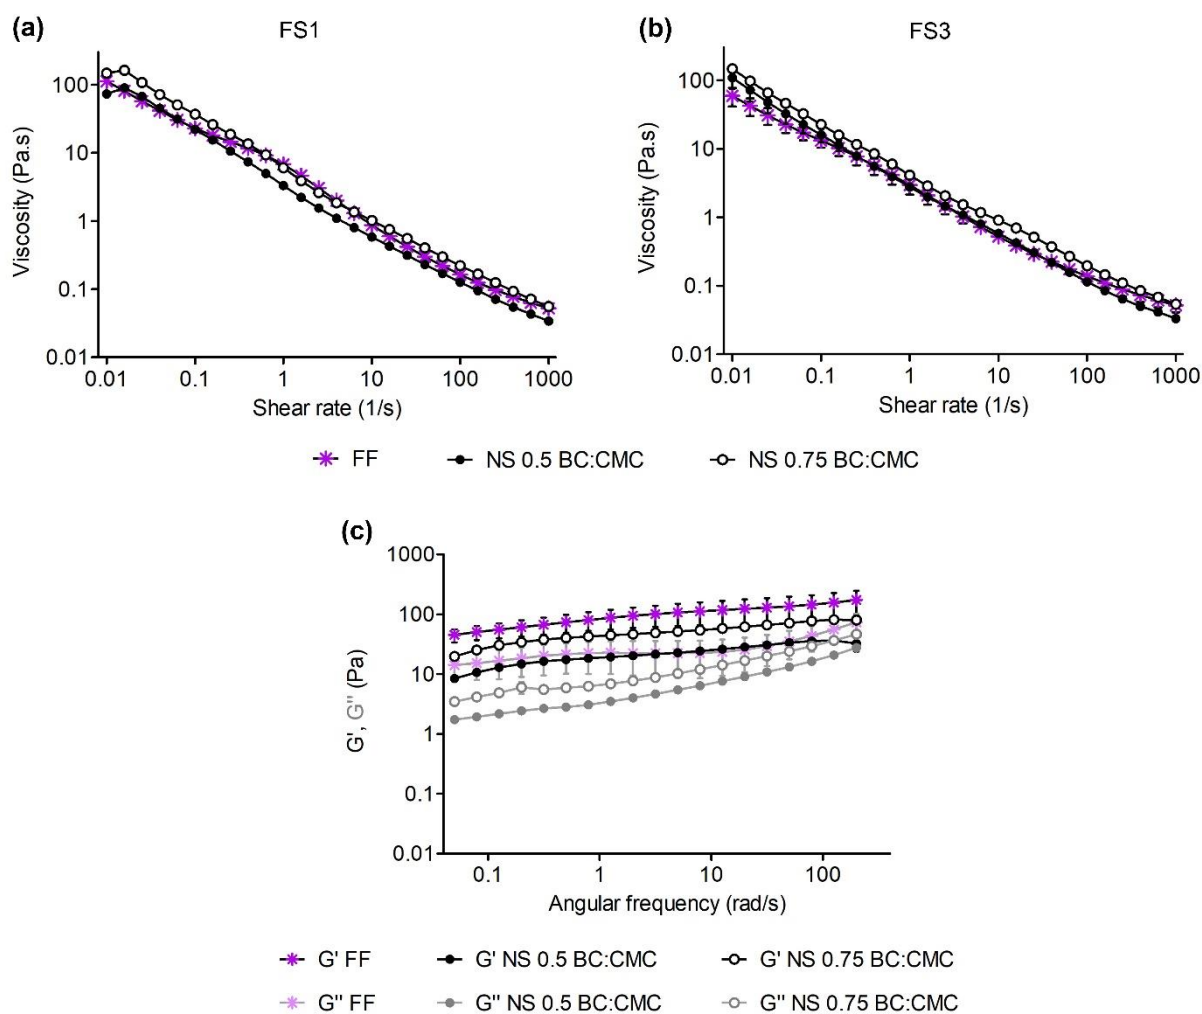 (a) FS1
(b) FS3
Viscosity (Pa.s)
100
10
1
0.1
0.01
0.01 0.1 1 10 100 1000
Shear rate (1/s)
Viscosity (Pa.s)
100
10
1
0.1
0.01
0.01 0.1 1 10 100 1000
Shear rate (1/s)
FF NS 0.5 BC:CMC NS 0.75 BC:CMC
(c)
G', G'' (Pa)
1000
100
10
1
0.1
0.01
0.1 1 10 100
Angular frequency (rad/s)
G' FF G' NS 0.5 BC:CMC G' NS 0.75 BC:CMC
G'' FF G'' NS 0.5 BC:CMC G'' NS 0.75 BC:CMC